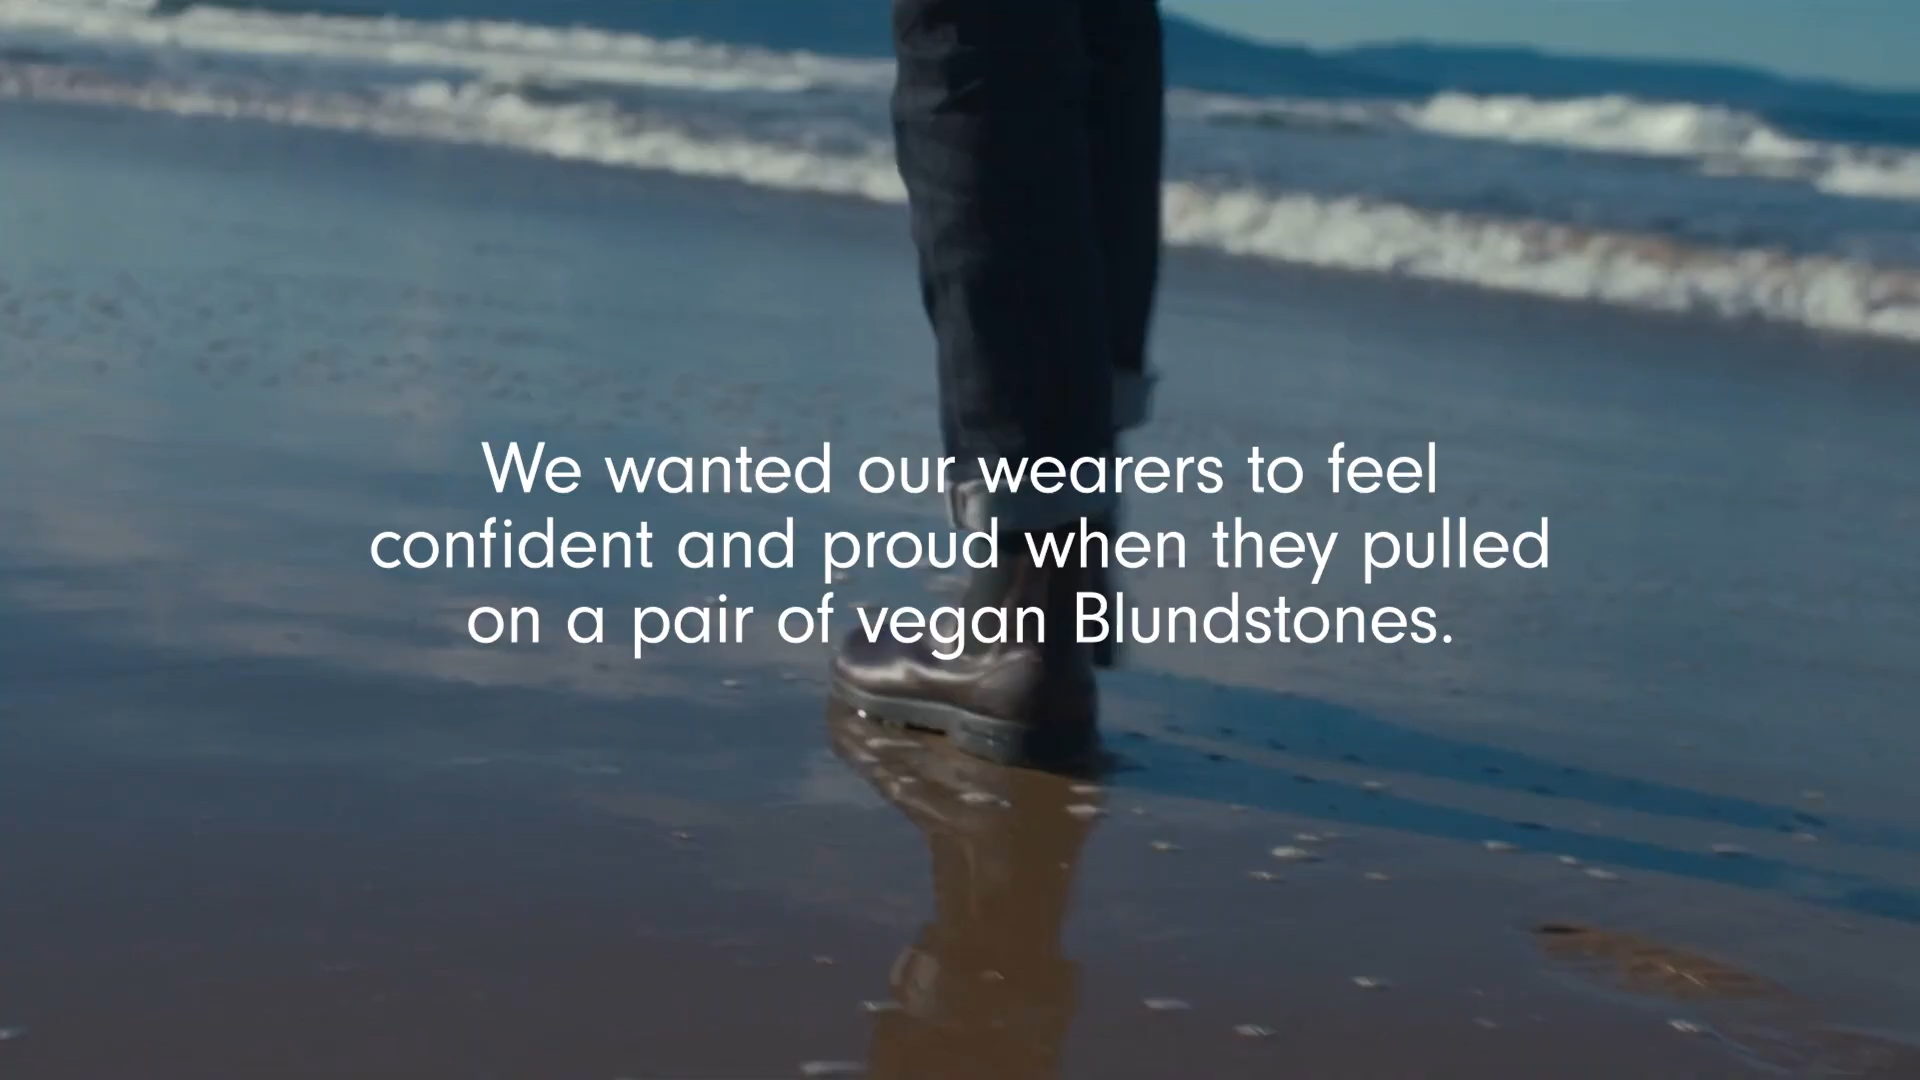 We wanted our wearers to feel
confident and proud when they pulled
on a pair of vegan Blundstones.